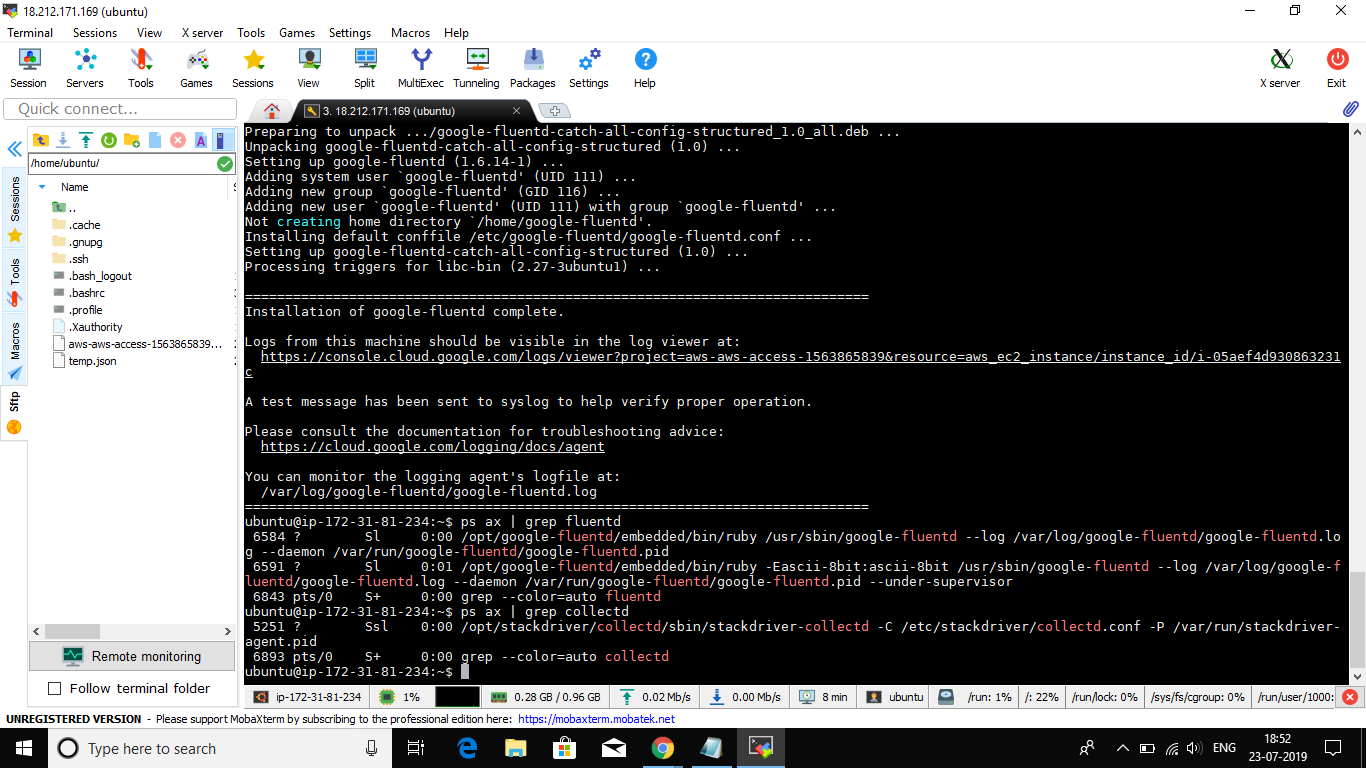 18.212.171.169 (ubuntu)
Terminal Sessions View X server Tools Games Settings Macros Help
Session Servers Tools Games Sessions View Split MultiExec Tunneling Packages Settings Help X server Exit
Quick connect...
3. 18.212.171.169 (ubuntu)
/home/ubuntu/
Name
..
.cache
.gnupg
.ssh
.bash_logout
.bashrc
.profile
.Xauthority
aws-aws-access-1563865839...
temp.json
Sessions
Tools
Macros
Sftp
Remote monitoring
Follow terminal folder
Preparing to unpack .../google-fluentd-catch-all-config-structured_1.0_all.deb ...
Unpacking google-fluentd-catch-all-config-structured (1.0) ...
Setting up google-fluentd (1.6.14-1) ...
Adding system user `google-fluentd' (UID 111) ...
Adding new group `google-fluentd' (GID 116) ...
Adding new user `google-fluentd' (UID 111) with group `google-fluentd' ...
Not creating home directory `/home/google-fluentd'.
Installing default conffile /etc/google-fluentd/google-fluentd.conf ...
Setting up google-fluentd-catch-all-config-structured (1.0) ...
Processing triggers for libc-bin (2.27-3ubuntu1) ...
==============================================================================
Installation of google-fluentd complete.
Logs from this machine should be visible in the log viewer at:
https://console.cloud.google.com/logs/viewer?project=aws-aws-access-1563865839&resource=aws_ec2_instance/instance_id/i-05aef4d930863231
c
A test message has been sent to syslog to help verify proper operation.
Please consult the documentation for troubleshooting advice:
https://cloud.google.com/logging/docs/agent
You can monitor the logging agent's logfile at:
/var/log/google-fluentd/google-fluentd.log
==============================================================================
ubuntu@ip-172-31-81-234:~$ ps ax | grep fluentd
6584 ? Sl 0:00 /opt/google-fluentd/embedded/bin/ruby /usr/sbin/google-fluentd --log /var/log/google-fluentd/google-fluentd.lo
g --daemon /var/run/google-fluentd/google-fluentd.pid
6591 ? Sl 0:01 /opt/google-fluentd/embedded/bin/ruby -Eascii-8bit:ascii-8bit /usr/sbin/google-fluentd --log /var/log/google-f
luentd/google-fluentd.log --daemon /var/run/google-fluentd/google-fluentd.pid --under-supervisor
6843 pts/0 S+ 0:00 grep --color=auto fluentd
ubuntu@ip-172-31-81-234:~$ ps ax | grep collectd
5251 ? Ssl 0:00 /opt/stackdriver/collectd/sbin/stackdriver-collectd -C /etc/stackdriver/collectd.conf -P /var/run/stackdriver-
agent.pid
6893 pts/0 S+ 0:00 grep --color=auto collectd
ubuntu@ip-172-31-81-234:~$
ip-172-31-81-234 1% 0.28 GB / 0.96 GB 0.02 Mb/s 0.00 Mb/s 8 min ubuntu /run: 1% /: 22% /run/lock: 0% /sys/fs/cgroup: 0% /run/user/1000:
UNREGISTERED VERSION - Please support MobaXterm by subscribing to the professional edition here: https://mobaxterm.mobatek.net
Type here to search
ENG
18:52
23-07-2019